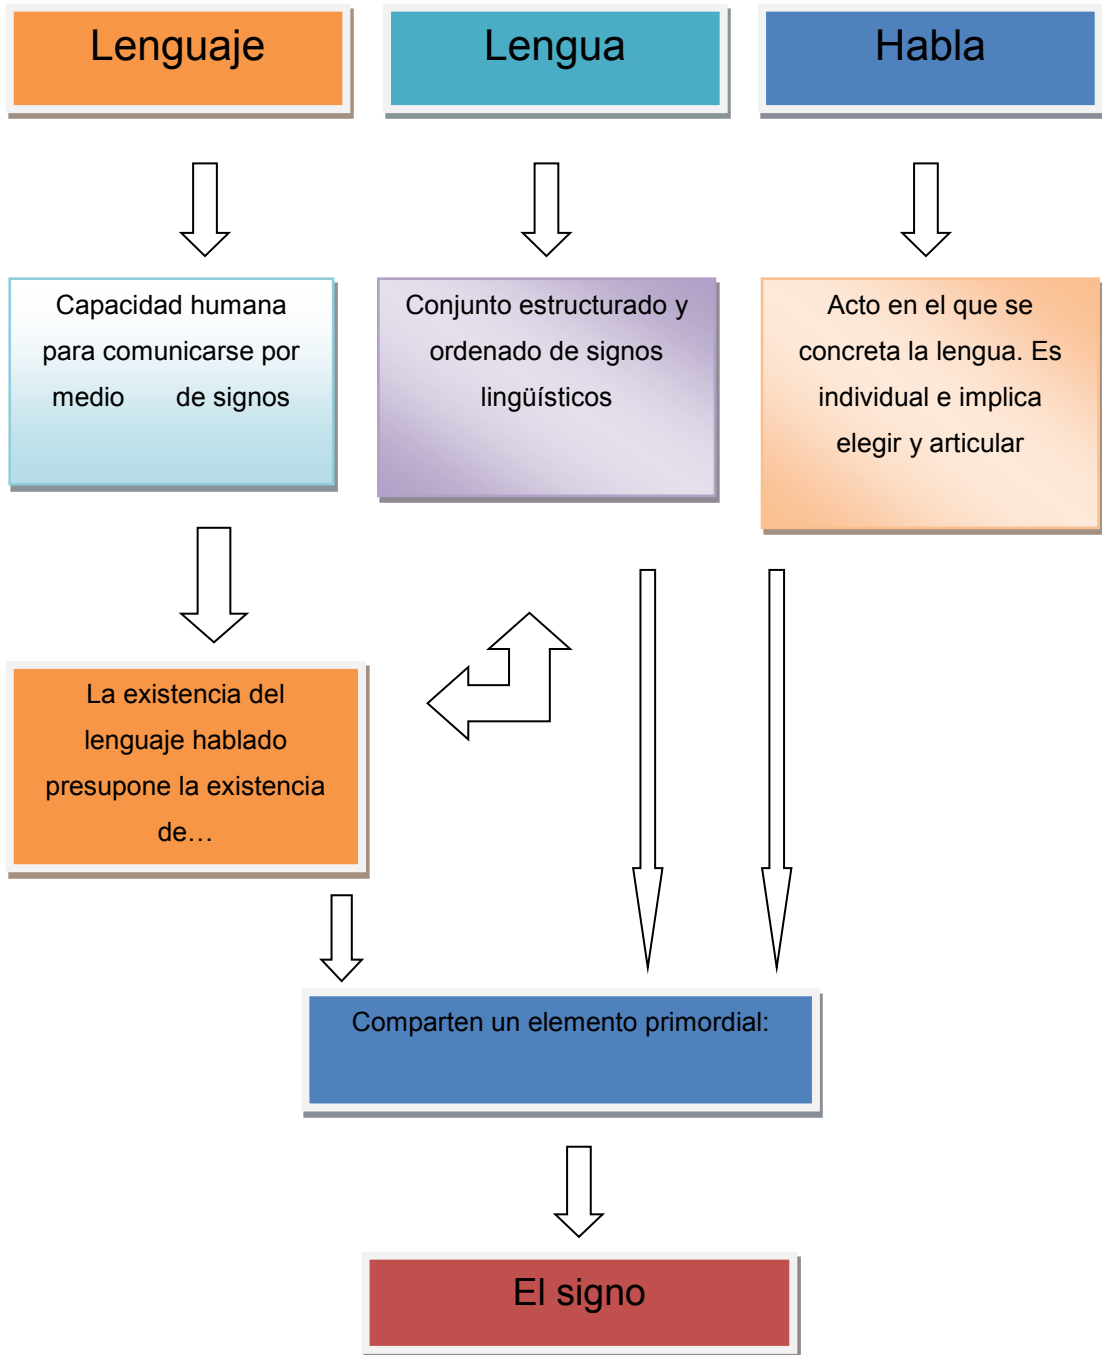 Lenguaje
Lengua
Habla
Capacidad humana
para comunicarse por
medio de signos
Conjunto estructurado y
ordenado de signos
lingüísticos
Acto en el que se
concreta la lengua. Es
individual e implica
elegir y articular
La existencia del
lenguaje hablado
presupone la existencia
de…
Comparten un elemento primordial:
El signo